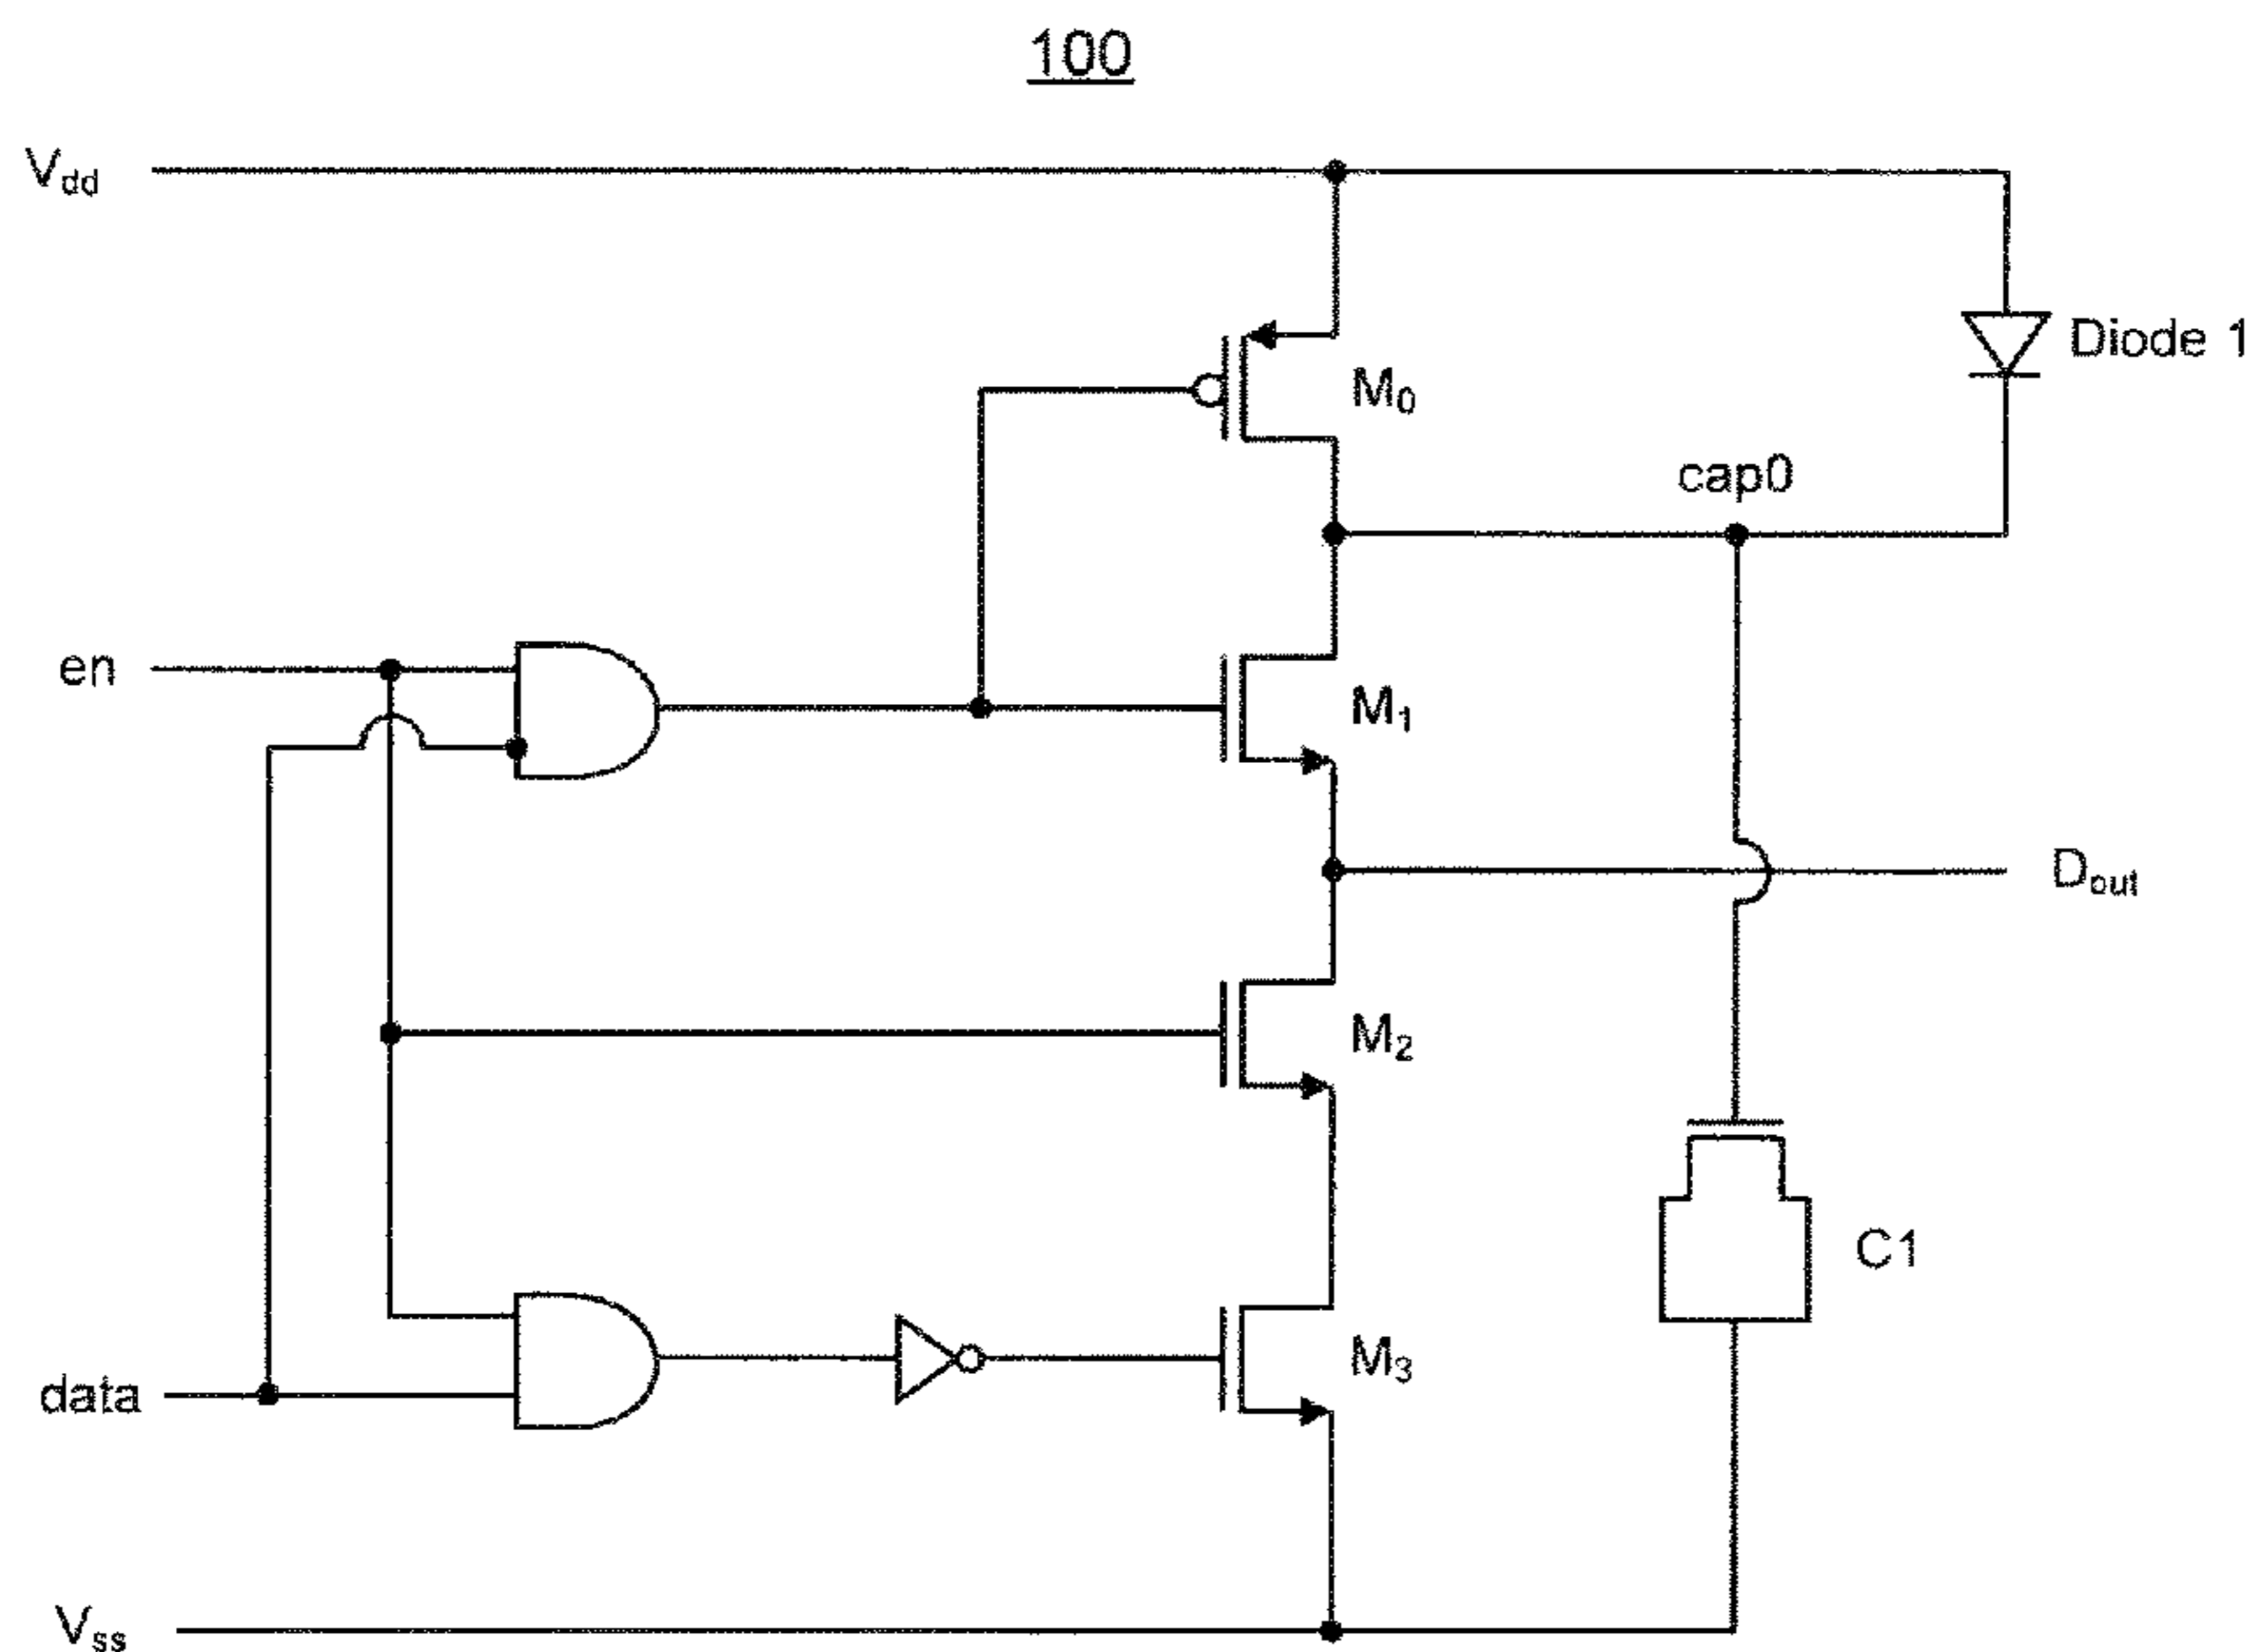 100
Vdd
Diode 1
M0
cap0
en
M1
Dout
M2
C1
M3
data
Vss